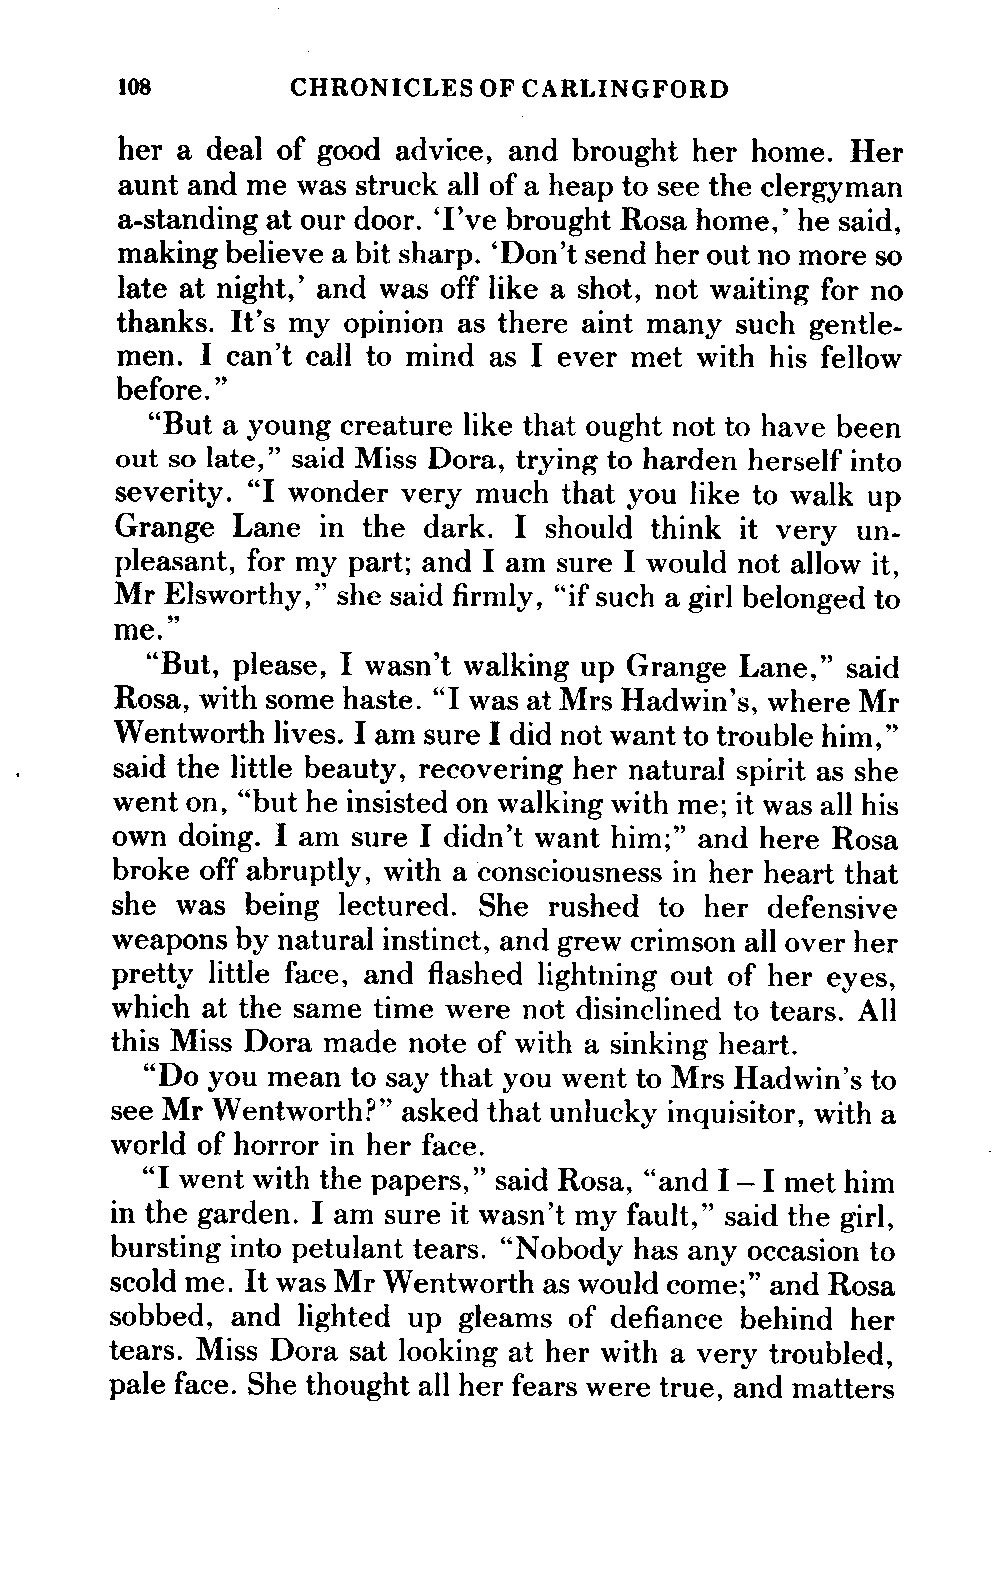 108 CHRONICLES OF CARLINGFORD
her a deal of good advice, and brought her home. Her
aunt and me was struck all of a heap to see the clergyman
a-standing at our door. ‘I’ve brought Rosa home,’ he said,
making believe a bit sharp. ‘Don’t send her out no more so
late at night,’ and was off like a shot, not waiting for no
thanks. It’s my opinion as there aint many such gentle-
men. I can’t call to mind as I ever met with his fellow
before.”
“But a young creature like that ought not to have been
out so late,” said Miss Dora, trying to harden herself into
severity. “I wonder very much that you like to walk up
Grange Lane in the dark. I should think it very un-
pleasant, for my part; and I am sure I would not allow it,
Mr Elsworthy,” she said firmly, “if such a girl belonged to
me.”
“But, please, I wasn’t walking up Grange Lane,” said
Rosa, with some haste. “I was at Mrs Hadwin’s, where Mr
Wentworth lives. I am sure I did not want to trouble him,”
said the little beauty, recovering her natural spirit as she
went on, “but he insisted on walking with me; it was all his
own doing. I am sure I didn’t want him;” and here Rosa
broke off abruptly, with a consciousness in her heart that
she was being lectured. She rushed to her defensive
weapons by natural instinct, and grew crimson all over her
pretty little face, and flashed lightning out of her eyes,
which at the same time were not disinclined to tears. All
this Miss Dora made note of with a sinking heart.
“Do you mean to say that you went to Mrs Hadwin’s to
see Mr Wentworth?” asked that unlucky inquisitor, with a
world of horror in her face.
“I went with the papers,” said Rosa, “and I – I met him
in the garden. I am sure it wasn’t my fault,” said the girl,
bursting into petulant tears. “Nobody has any occasion to
scold me. It was Mr Wentworth as would come;” and Rosa
sobbed, and lighted up gleams of defiance behind her
tears. Miss Dora sat looking at her with a very troubled,
pale face. She thought all her fears were true, and matters